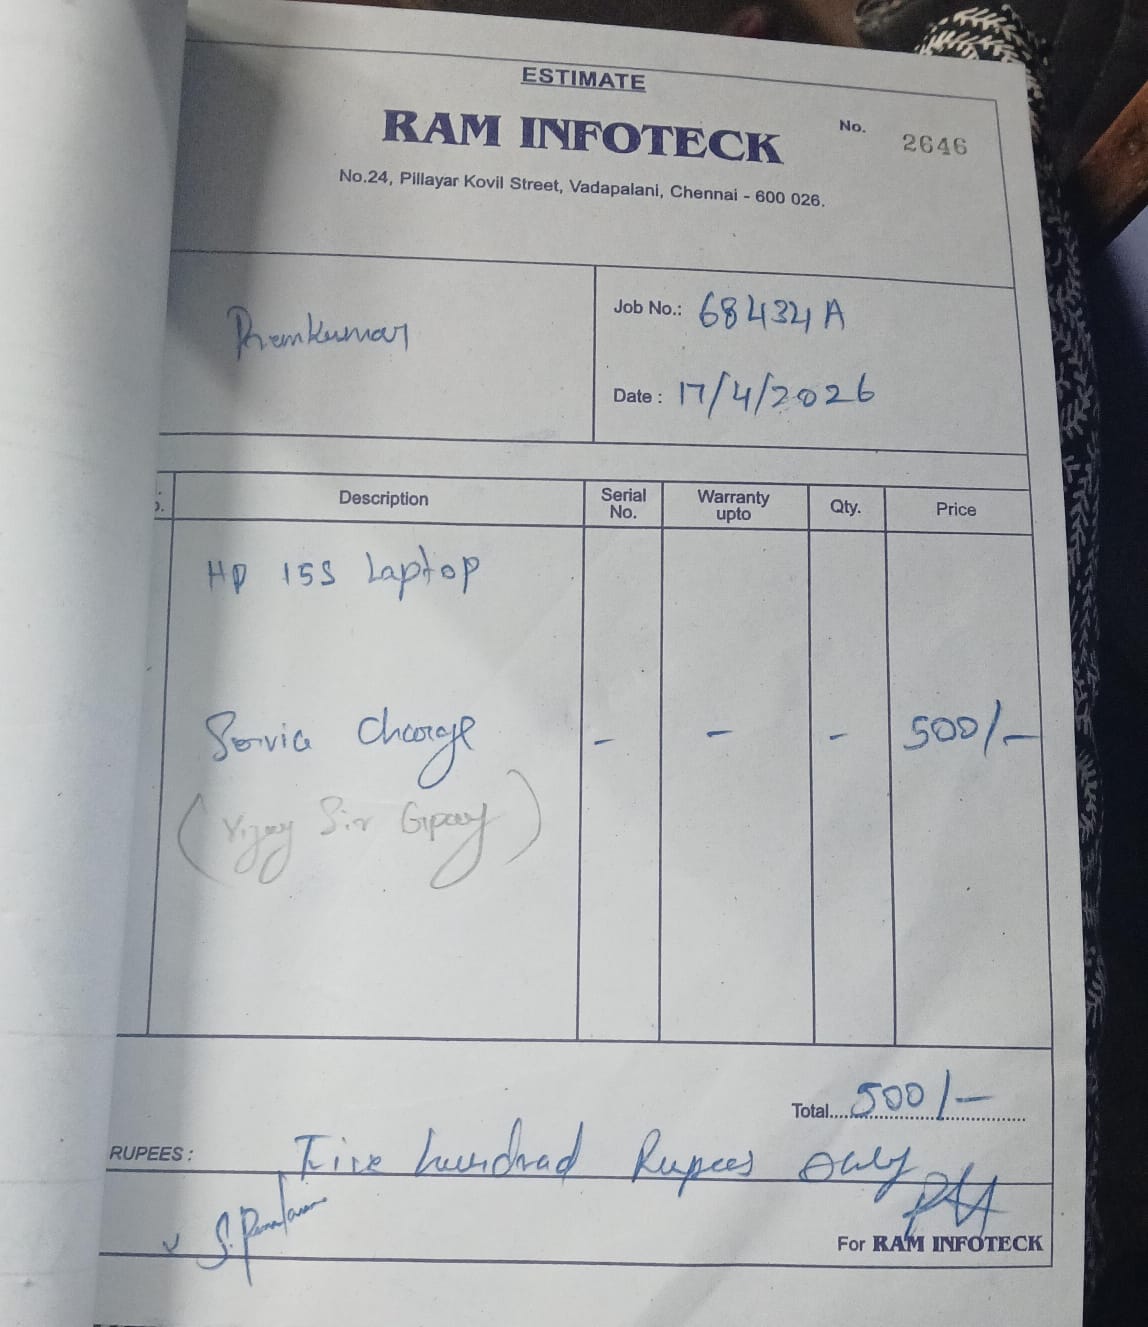 ESTIMATE
RAM INFOTECK
No. 2646
No.24, Pillayar Kovil Street, Vadapalani, Chennai - 600 026.
Premkumar
Job No.: 68434A
Date : 17/4/2026
Description Serial No. Warranty upto Qty. Price
HP 15S Laptop
Service Charge - - - 500/-
(Vijay Sir Gpay)
Total.... 500/-
RUPEES : Five hundred Rupees Only
For RAM INFOTECK